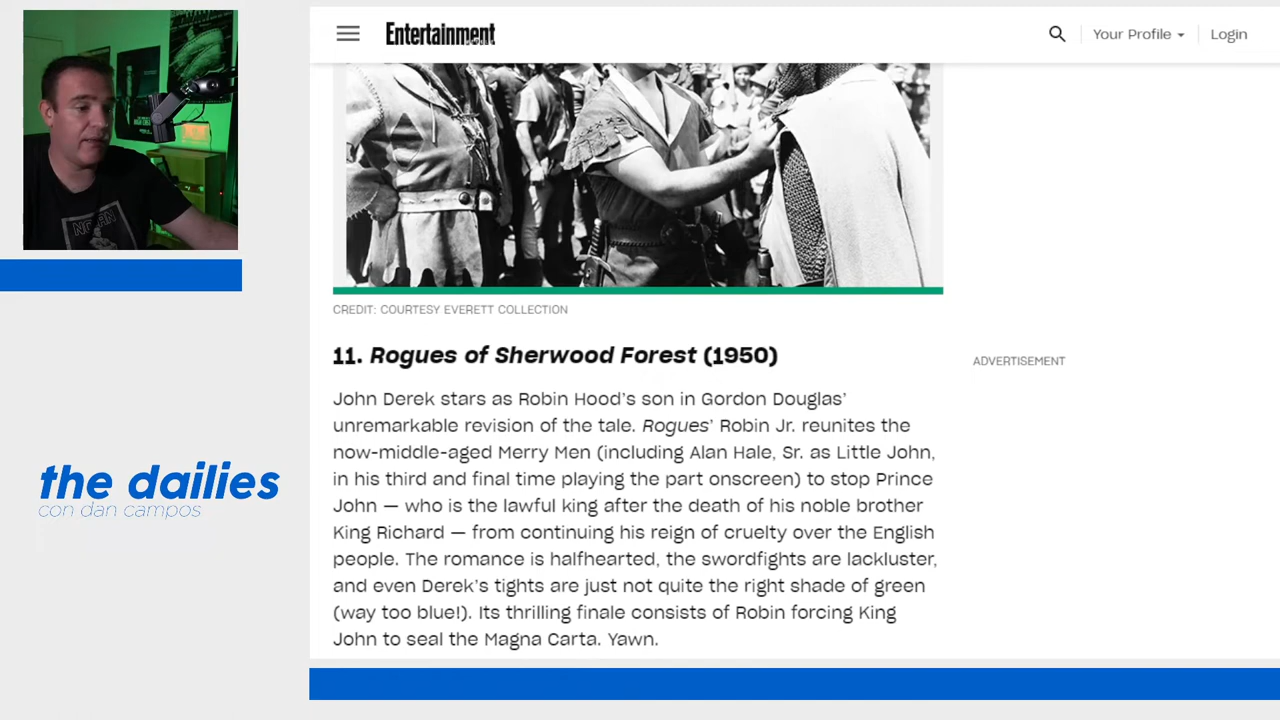 Entertainment
Your Profile
Login
CREDIT: COURTESY EVERETT COLLECTION
11. Rogues of Sherwood Forest (1950)
ADVERTISEMENT
John Derek stars as Robin Hood's son in Gordon Douglas'
unremarkable revision of the tale. Rogues' Robin Jr. reunites the
now-middle-aged Merry Men (including Alan Hale, Sr. as Little John,
in his third and final time playing the part onscreen) to stop Prince
John — who is the lawful king after the death of his noble brother
King Richard — from continuing his reign of cruelty over the English
people. The romance is halfhearted, the swordfights are lackluster,
and even Derek's tights are just not quite the right shade of green
(way too blue!). Its thrilling finale consists of Robin forcing King
John to seal the Magna Carta. Yawn.
the dailies
con dan campos